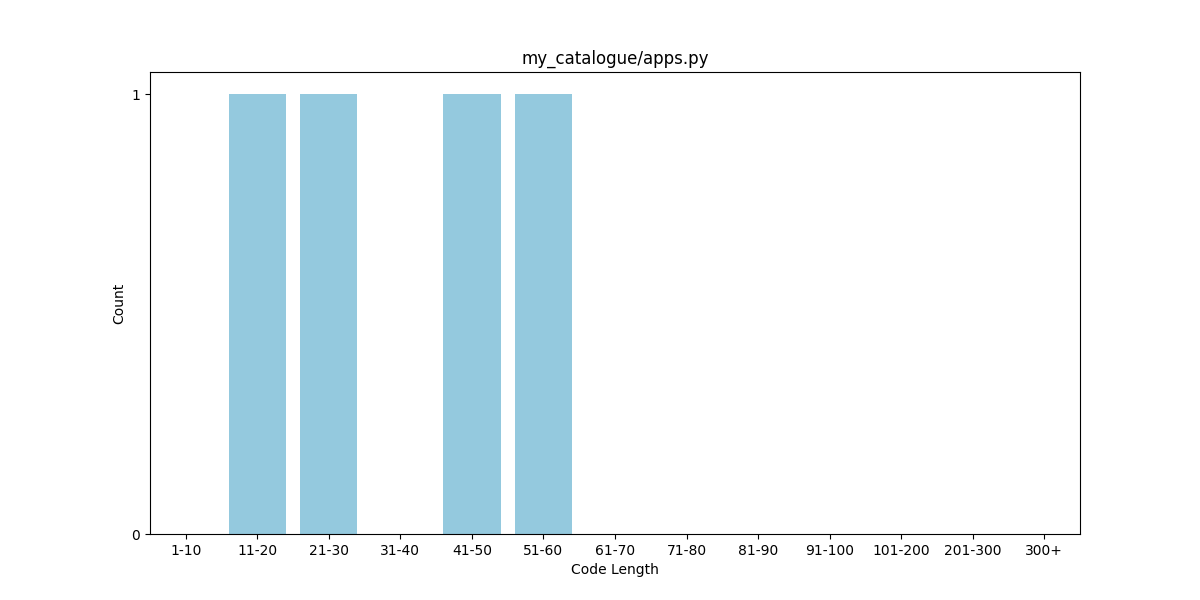 my_catalogue/apps.py
1
Count
0
1-10 11-20 21-30 31-40 41-50 51-60 61-70 71-80 81-90 91-100 101-200 201-300 300+
Code Length